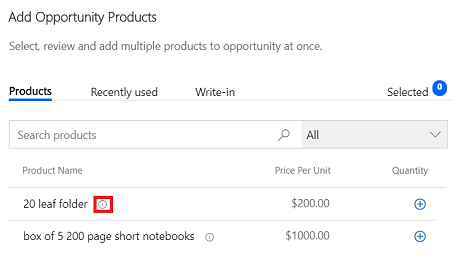 Add Opportunity Products
Select, review and add multiple products to opportunity at once.
Products Recently used Write-in Selected 0
Search products All
Product Name Price Per Unit Quantity
20 leaf folder $200.00
box of 5 200 page short notebooks $1000.00